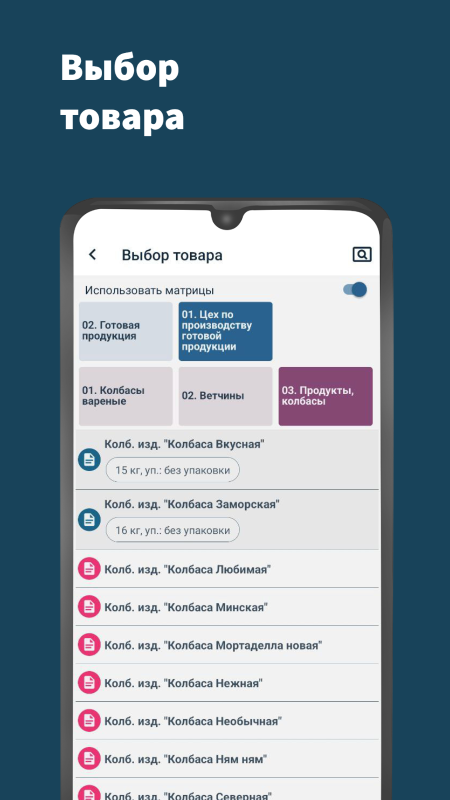 Выбор
товара
Выбор товара
Использовать матрицы
02. Готовая
продукция
01. Цех по
производству
готовой
продукции
01. Колбасы
вареные
02. Ветчины
03. Продукты,
колбасы
Колб. изд. "Колбаса Вкусная"
15 кг, уп.: без упаковки
Колб. изд. "Колбаса Заморская"
16 кг, уп.: без упаковки
Колб. изд. "Колбаса Любимая"
Колб. изд. "Колбаса Минская"
Колб. изд. "Колбаса Мортаделла новая"
Колб. изд. "Колбаса Нежная"
Колб. изд. "Колбаса Необычная"
Колб. изд. "Колбаса Ням ням"
Колб. изд. "Колбаса Северная"